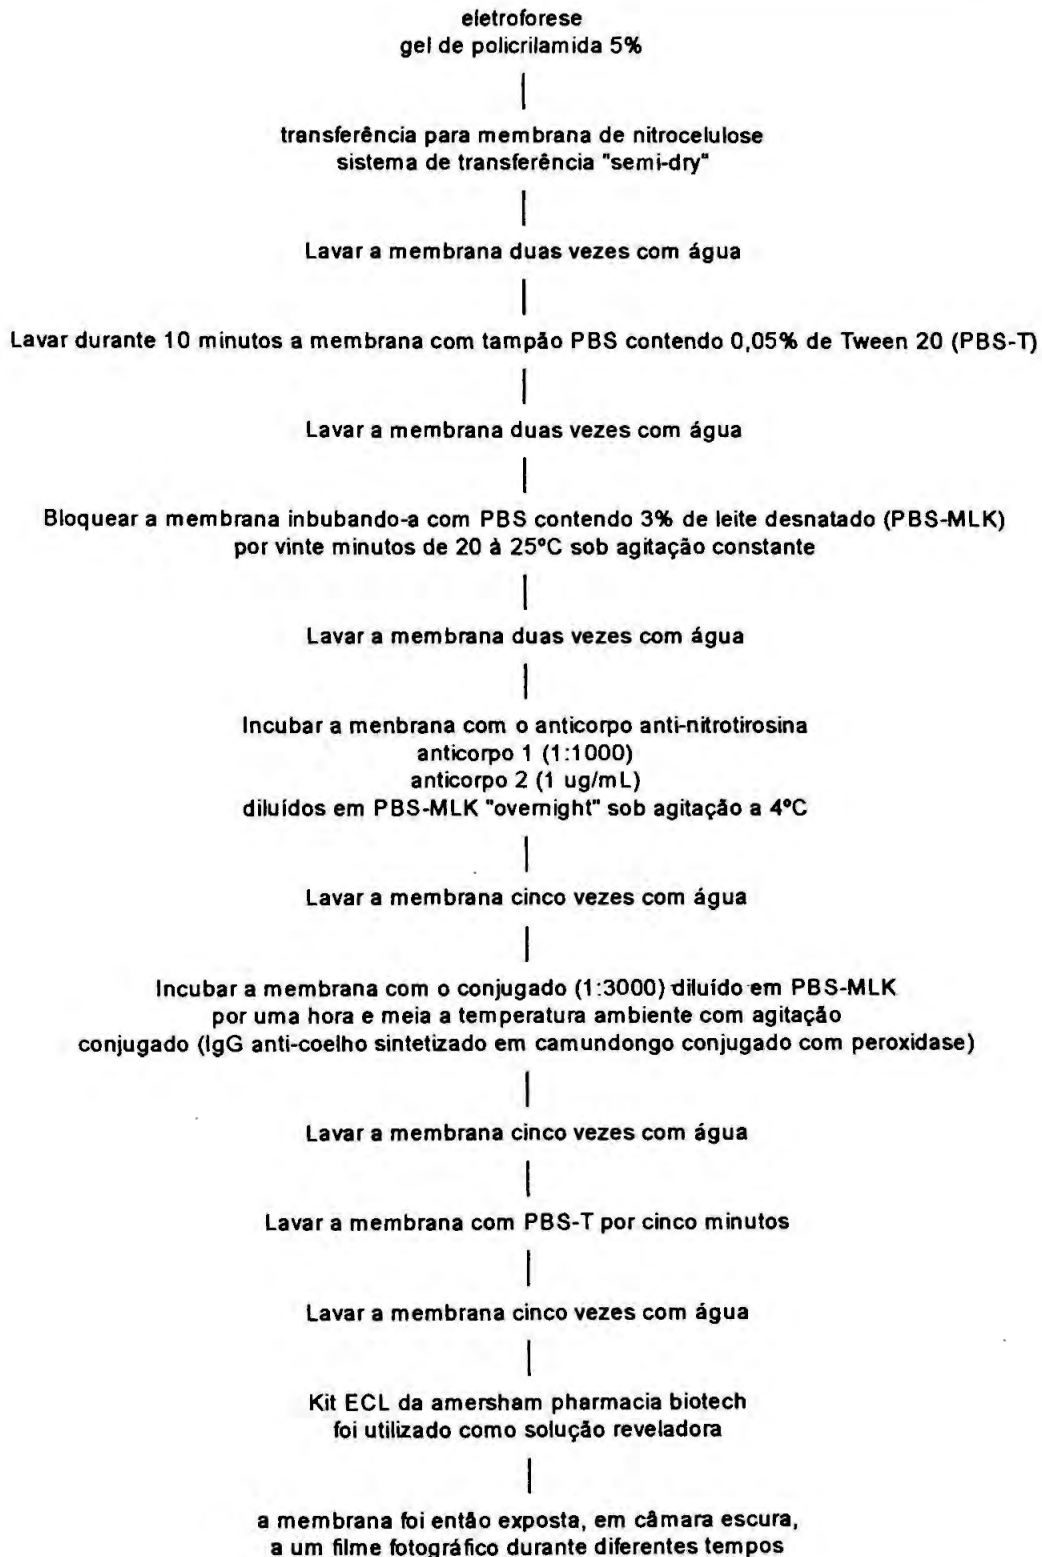 eletroforese
gel de policrilamida 5%
transferência para membrana de nitrocelulose
sistema de transferência "semi-dry"
Lavar a membrana duas vezes com água
Lavar durante 10 minutos a membrana com tampão PBS contendo 0,05% de Tween 20 (PBS-T)
Lavar a membrana duas vezes com água
Bloquear a membrana inbubando-a com PBS contendo 3% de leite desnatado (PBS-MLK)
por vinte minutos de 20 à 25ºC sob agitação constante
Lavar a membrana duas vezes com água
Incubar a menbrana com o anticorpo anti-nitrotirosina
anticorpo 1 (1:1000)
anticorpo 2 (1 ug/mL)
diluídos em PBS-MLK "overnight" sob agitação a 4ºC
Lavar a membrana cinco vezes com água
Incubar a membrana com o conjugado (1:3000) diluído em PBS-MLK
por uma hora e meia a temperatura ambiente com agitação
conjugado (IgG anti-coelho sintetizado em camundongo conjugado com peroxidase)
Lavar a membrana cinco vezes com água
Lavar a membrana com PBS-T por cinco minutos
Lavar a membrana cinco vezes com água
Kit ECL da amersham pharmacia biotech
foi utilizado como solução reveladora
a membrana foi então exposta, em câmara escura,
a um filme fotográfico durante diferentes tempos